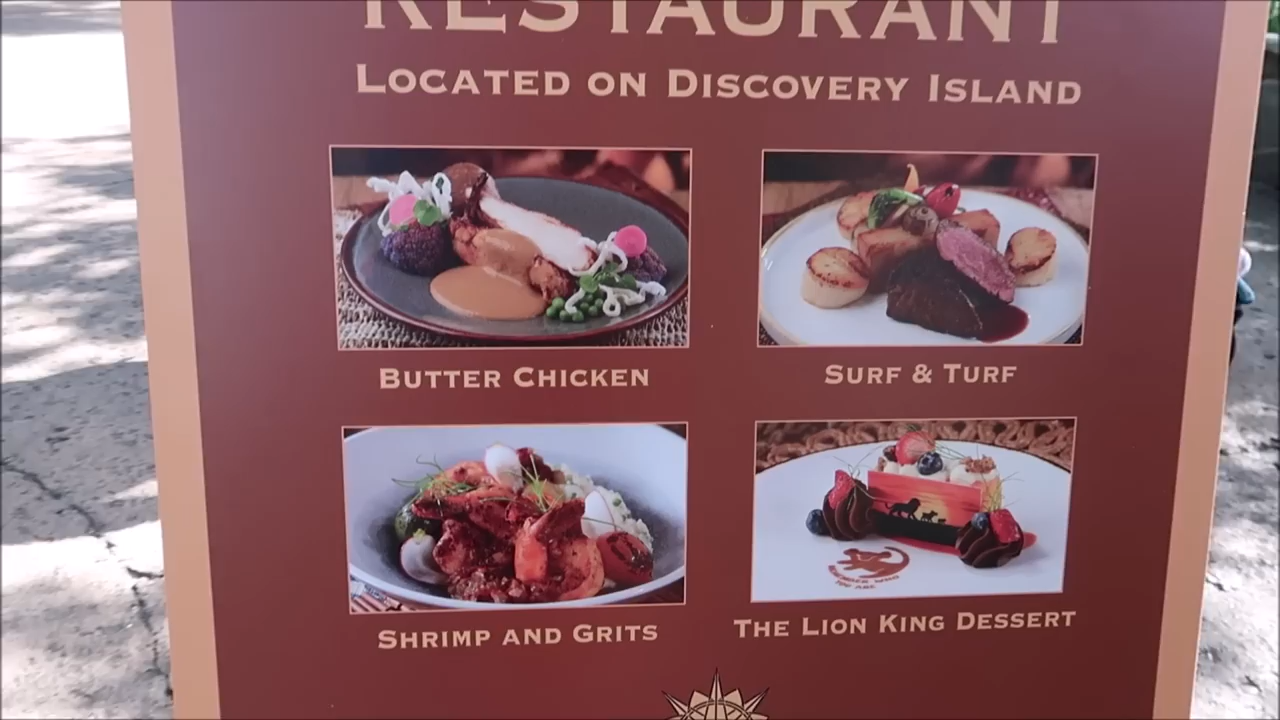 RESTAURANT
LOCATED ON DISCOVERY ISLAND
BUTTER CHICKEN
SURF & TURF
SHRIMP AND GRITS
THE LION KING DESSERT